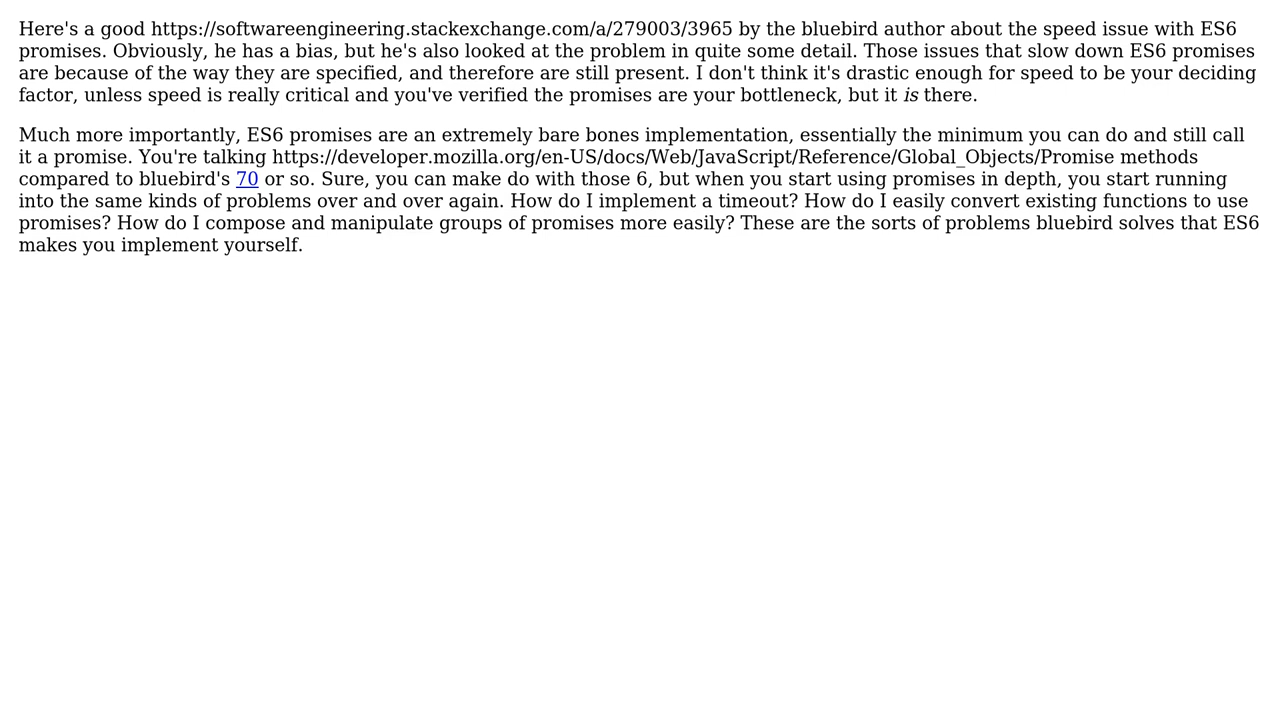 Here's a good https://softwareengineering.stackexchange.com/a/279003/3965 by the bluebird author about the speed issue with ES6
promises. Obviously, he has a bias, but he's also looked at the problem in quite some detail. Those issues that slow down ES6 promises
are because of the way they are specified, and therefore are still present. I don't think it's drastic enough for speed to be your deciding
factor, unless speed is really critical and you've verified the promises are your bottleneck, but it is there.
Much more importantly, ES6 promises are an extremely bare bones implementation, essentially the minimum you can do and still call
it a promise. You're talking https://developer.mozilla.org/en-US/docs/Web/JavaScript/Reference/Global_Objects/Promise methods
compared to bluebird's 70 or so. Sure, you can make do with those 6, but when you start using promises in depth, you start running
into the same kinds of problems over and over again. How do I implement a timeout? How do I easily convert existing functions to use
promises? How do I compose and manipulate groups of promises more easily? These are the sorts of problems bluebird solves that ES6
makes you implement yourself.